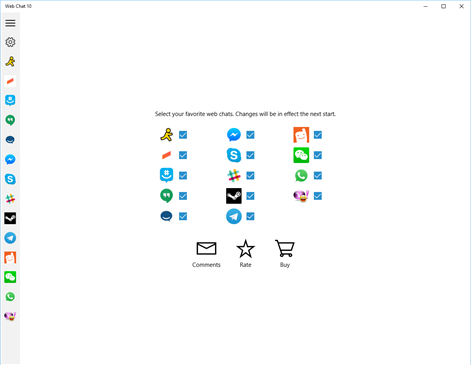 Web Chat 10
Select your favorite web chats. Changes will be in effect the next start.
Comments
Rate
Buy